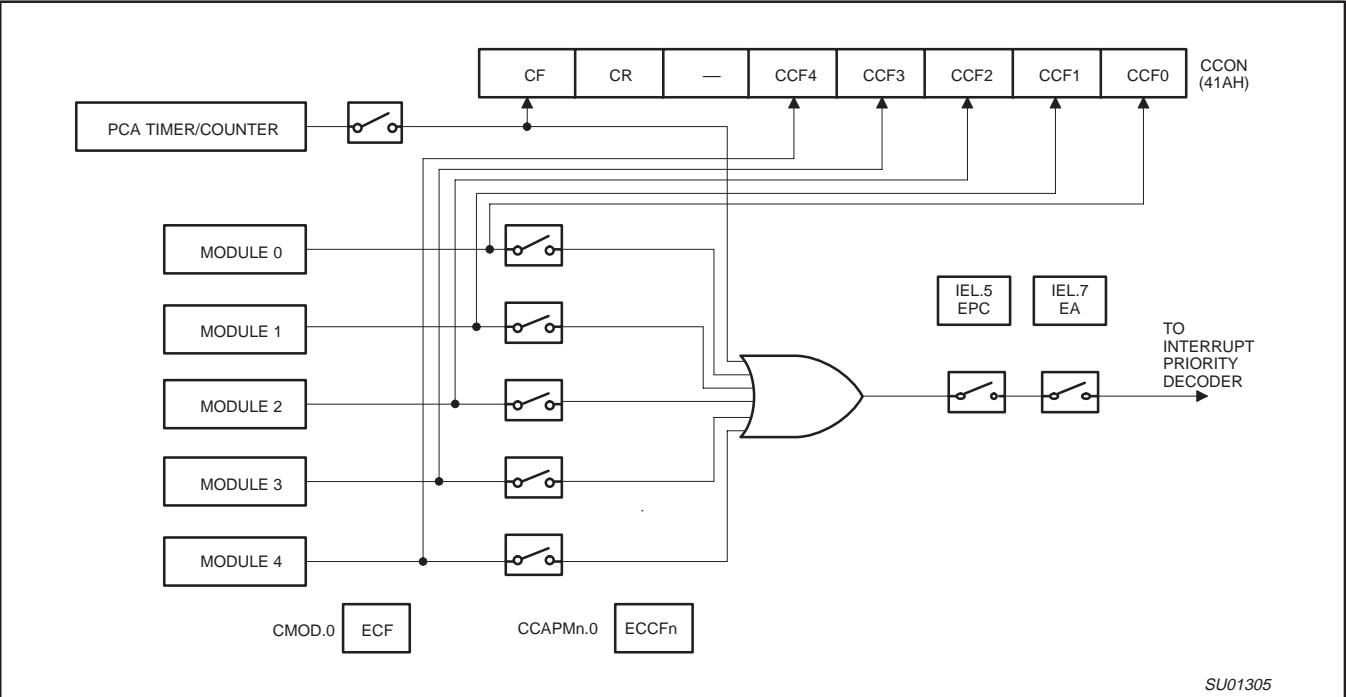 CF CR — CCF4 CCF3 CCF2 CCF1 CCF0
CCON
(41AH)
PCA TIMER/COUNTER
MODULE 0
MODULE 1
MODULE 2
MODULE 3
MODULE 4
IEL.5
EPC
IEL.7
EA
TO
INTERRUPT
PRIORITY
DECODER
CMOD.0 ECF
CCAPMn.0 ECCFn
SU01305